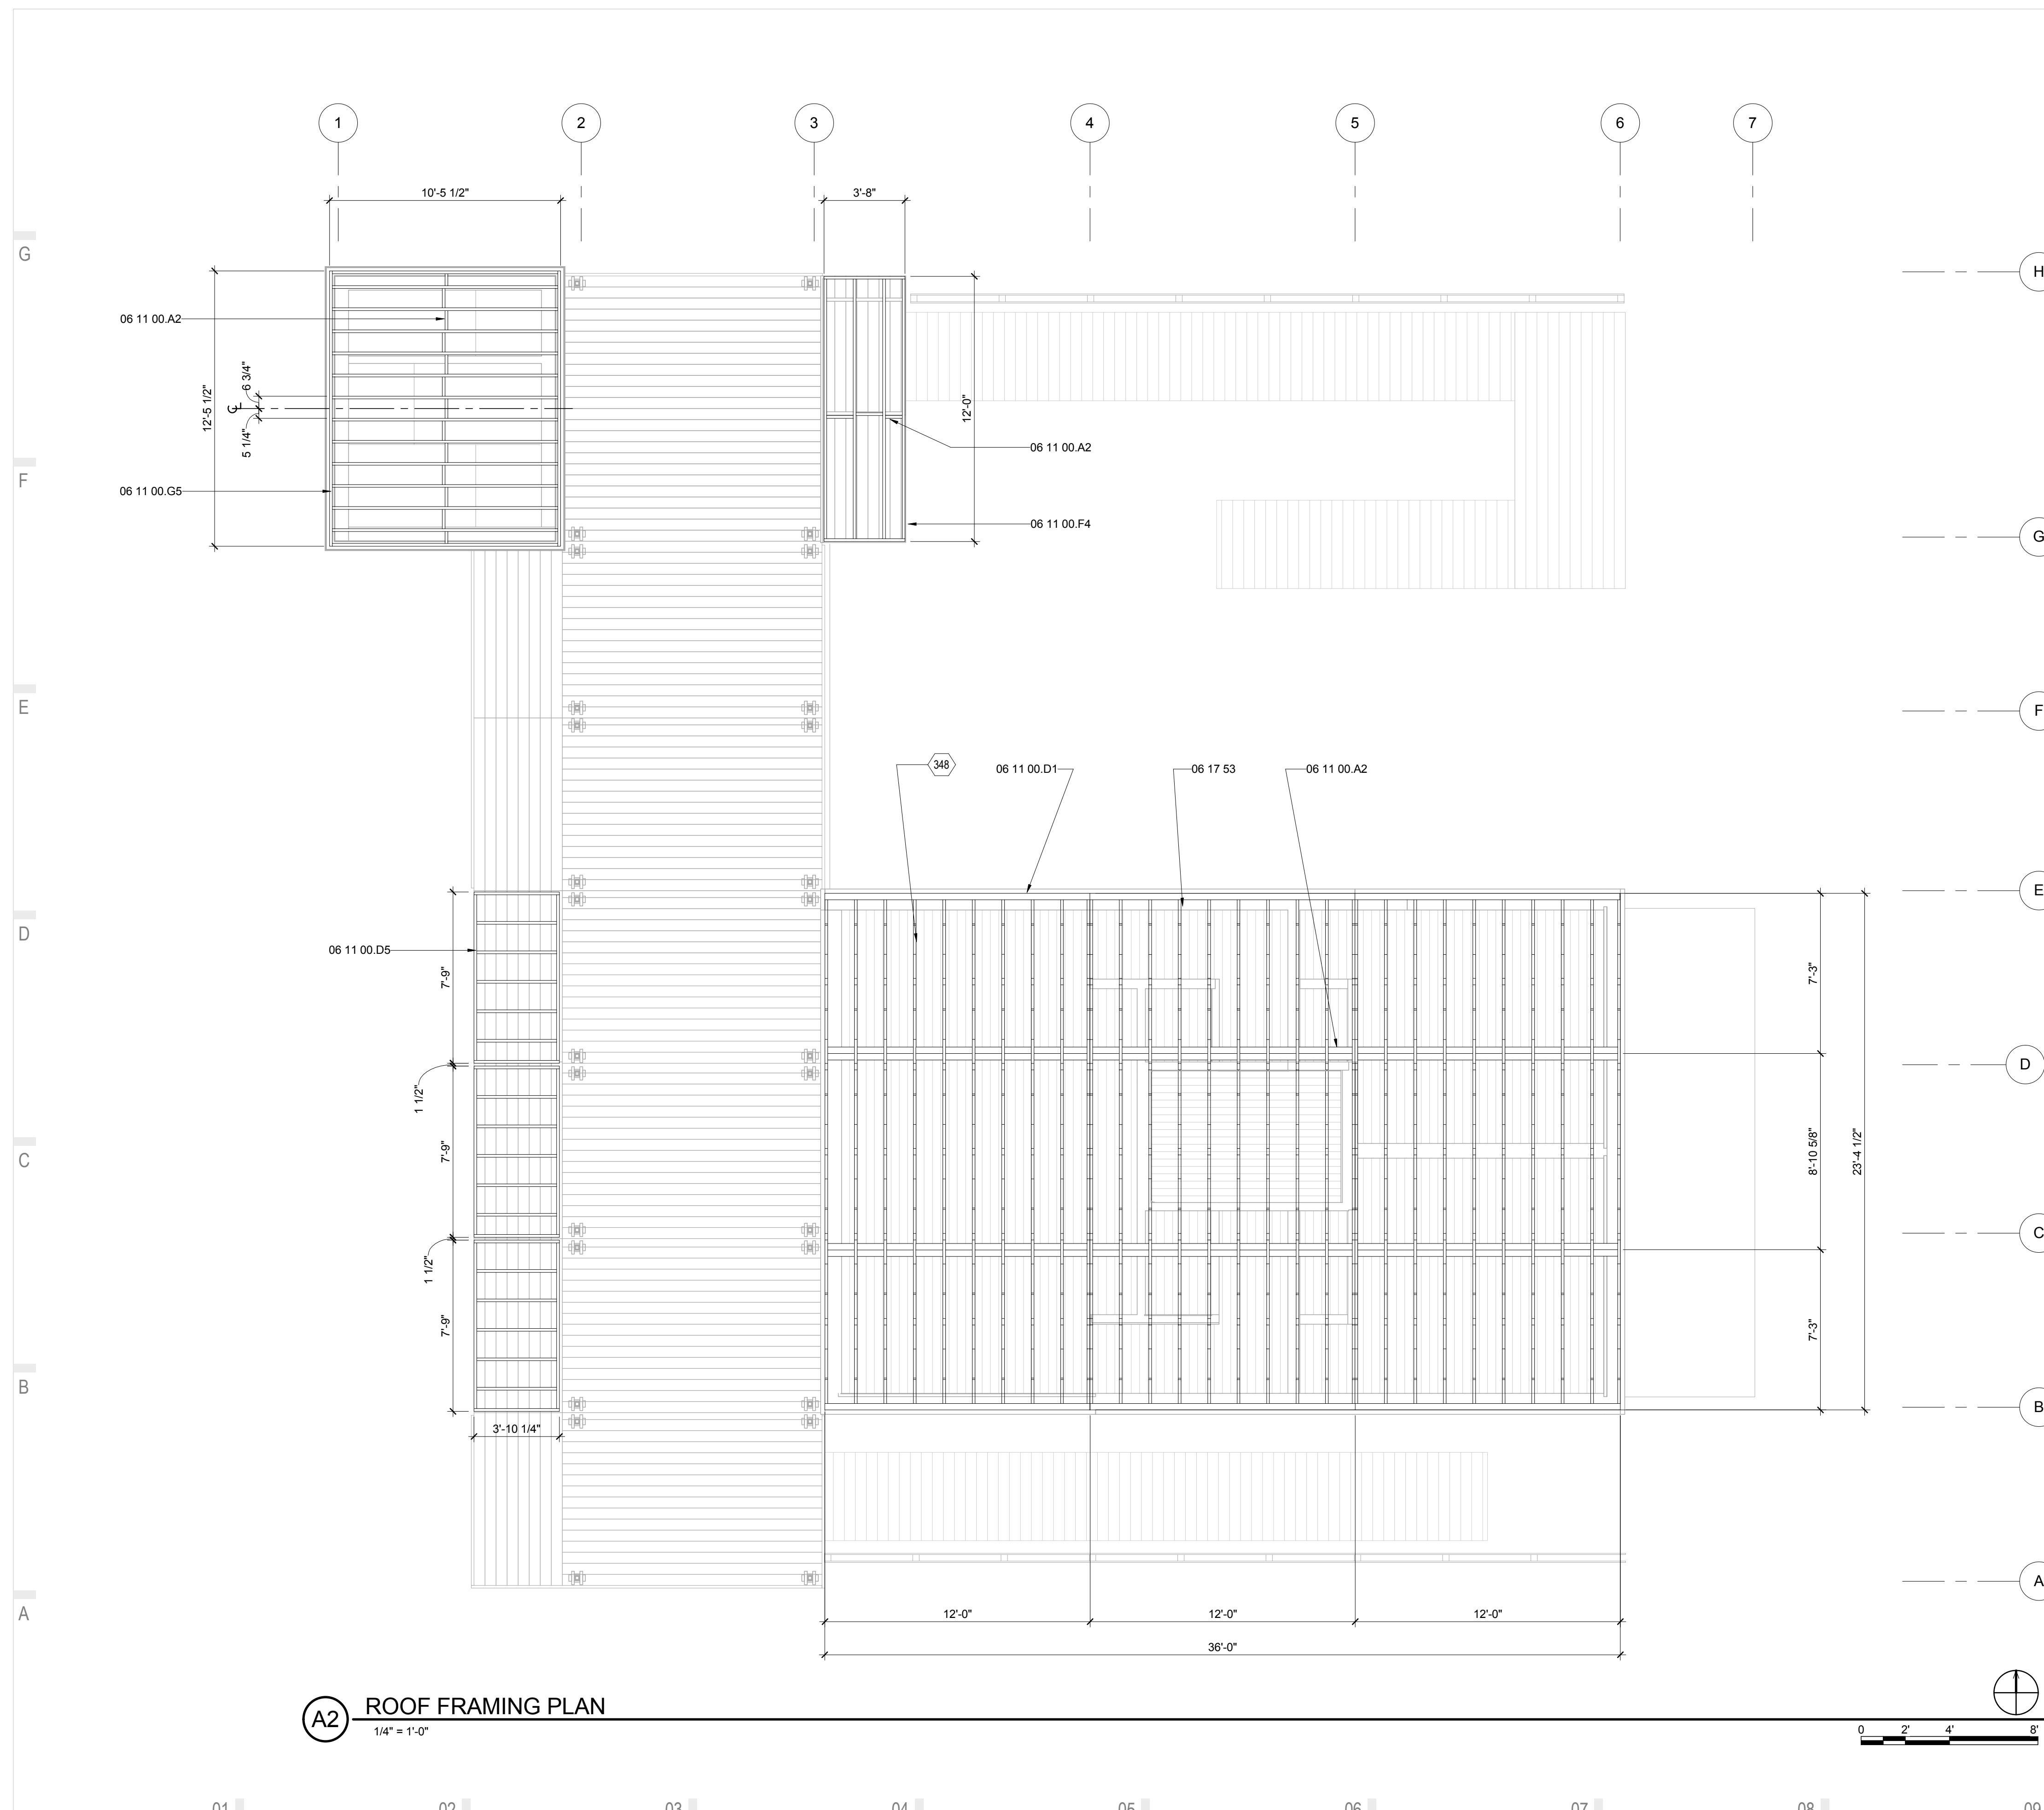 1 2 3 4 5 6 7
10'-5 1/2" 3'-8"
G
H
06 11 00.A2
6 3/4"
12'-5 1/2"
5 1/4"
12'-0"
06 11 00.A2
F
06 11 00.G5
06 11 00.F4
G
E
F
348
06 11 00.D1
06 17 53
06 11 00.A2
E
D
06 11 00.D5
7'-9"
7'-3"
D
1 1/2"
C
7'-9"
8'-10 5/8"
23'-4 1/2"
C
1 1/2"
7'-9"
7'-3"
B
B
3'-10 1/4"
A
A
12'-0" 12'-0" 12'-0"
36'-0"
A2
ROOF FRAMING PLAN
1/4" = 1'-0"
0 2' 4' 8'
01 02 03 04 05 06 07 08 09